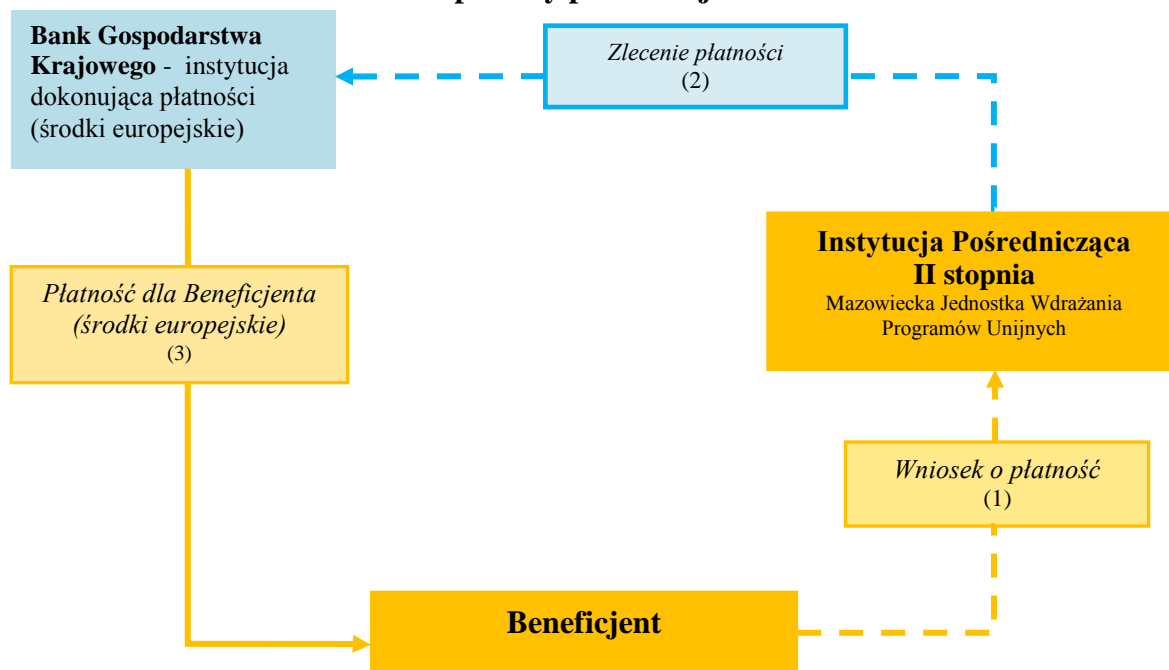 Bank Gospodarstwa
Krajowego - instytucja
dokonująca płatności
(środki europejskie)
Zlecenie płatności
(2)
Instytucja Pośrednicząca
II stopnia
Mazowiecka Jednostka Wdrażania
Programów Unijnych
Płatność dla Beneficjenta
(środki europejskie)
(3)
Wniosek o płatność
(1)
Beneficjent